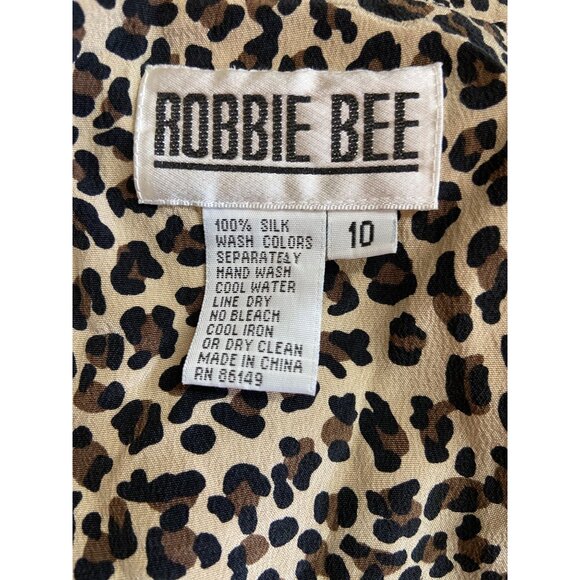 ROBBIE BEE
10
100% SILK
WASH COLORS
SEPARATELY
HAND WASH
COOL WATER
LINE DRY
NO BLEACH
COOL IRON
OR DRY CLEAN
MADE IN CHINA
RN 86149